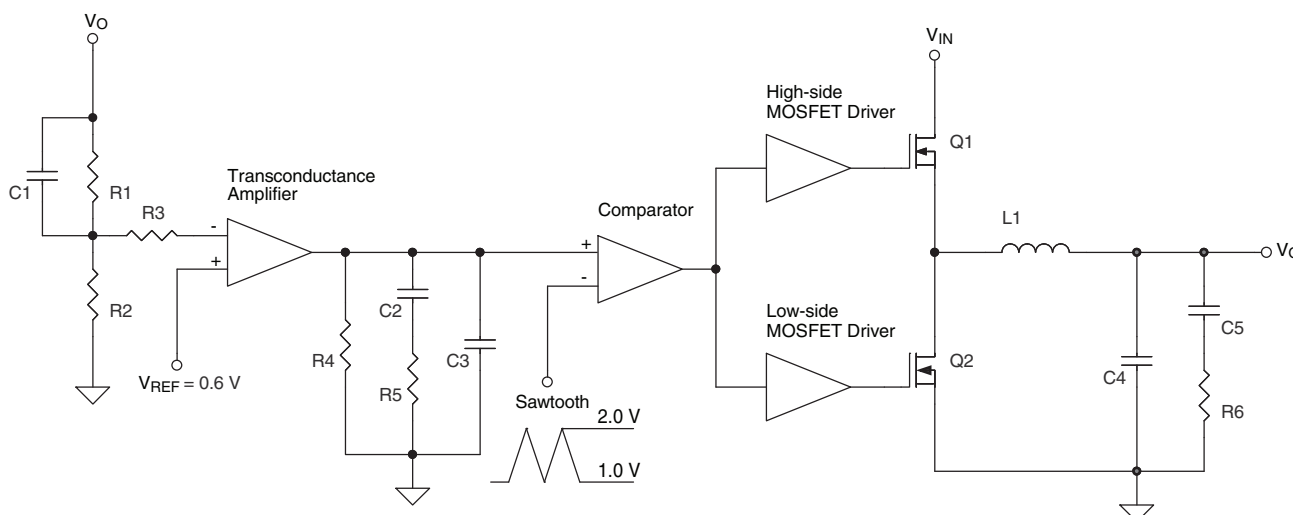 VO
C1
R1
R2
R3
Transconductance
Amplifier
-
+
VREF = 0.6 V
R4
C2
R5
C3
Comparator
+
-
Sawtooth
2.0 V
1.0 V
High-side
MOSFET Driver
Low-side
MOSFET Driver
VIN
Q1
Q2
L1
C4
C5
R6
VO